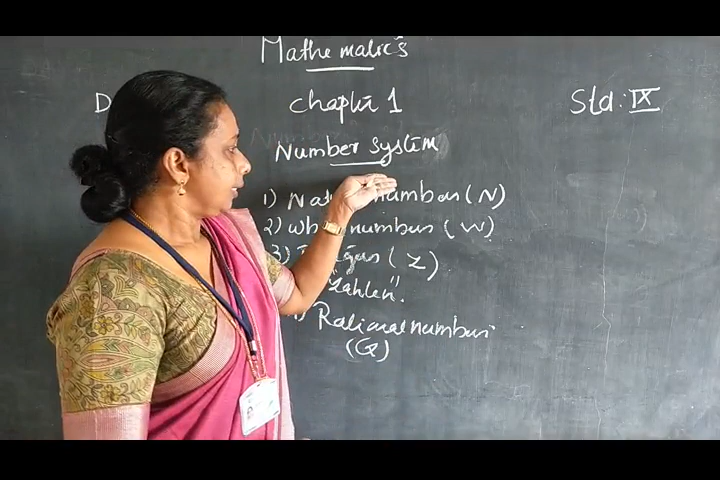 Mathematics
D
Chapter 1
Std: IX
Number System
1) Nat numbers (N)
2) Wh numbers (W)
3) I gers (Z)
"Zahlen".
) Rational numbers
(Q)